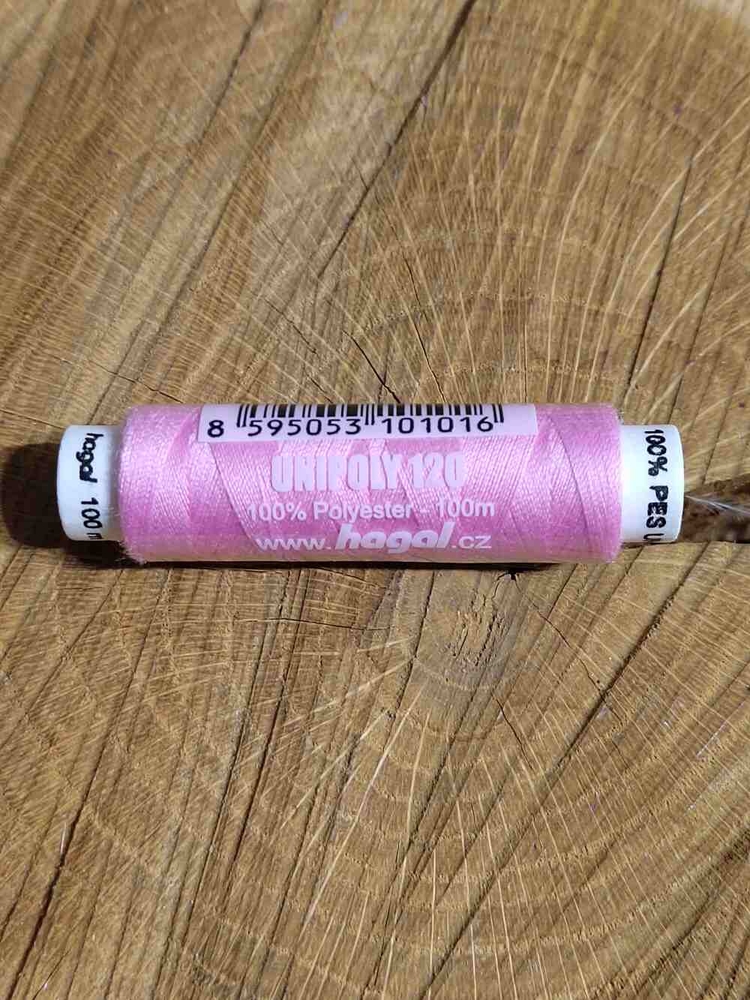 8 595053 101016
UNIPOLY 120
100% Polyester - 100m
www.hagal.cz
hagal 100
100% PES